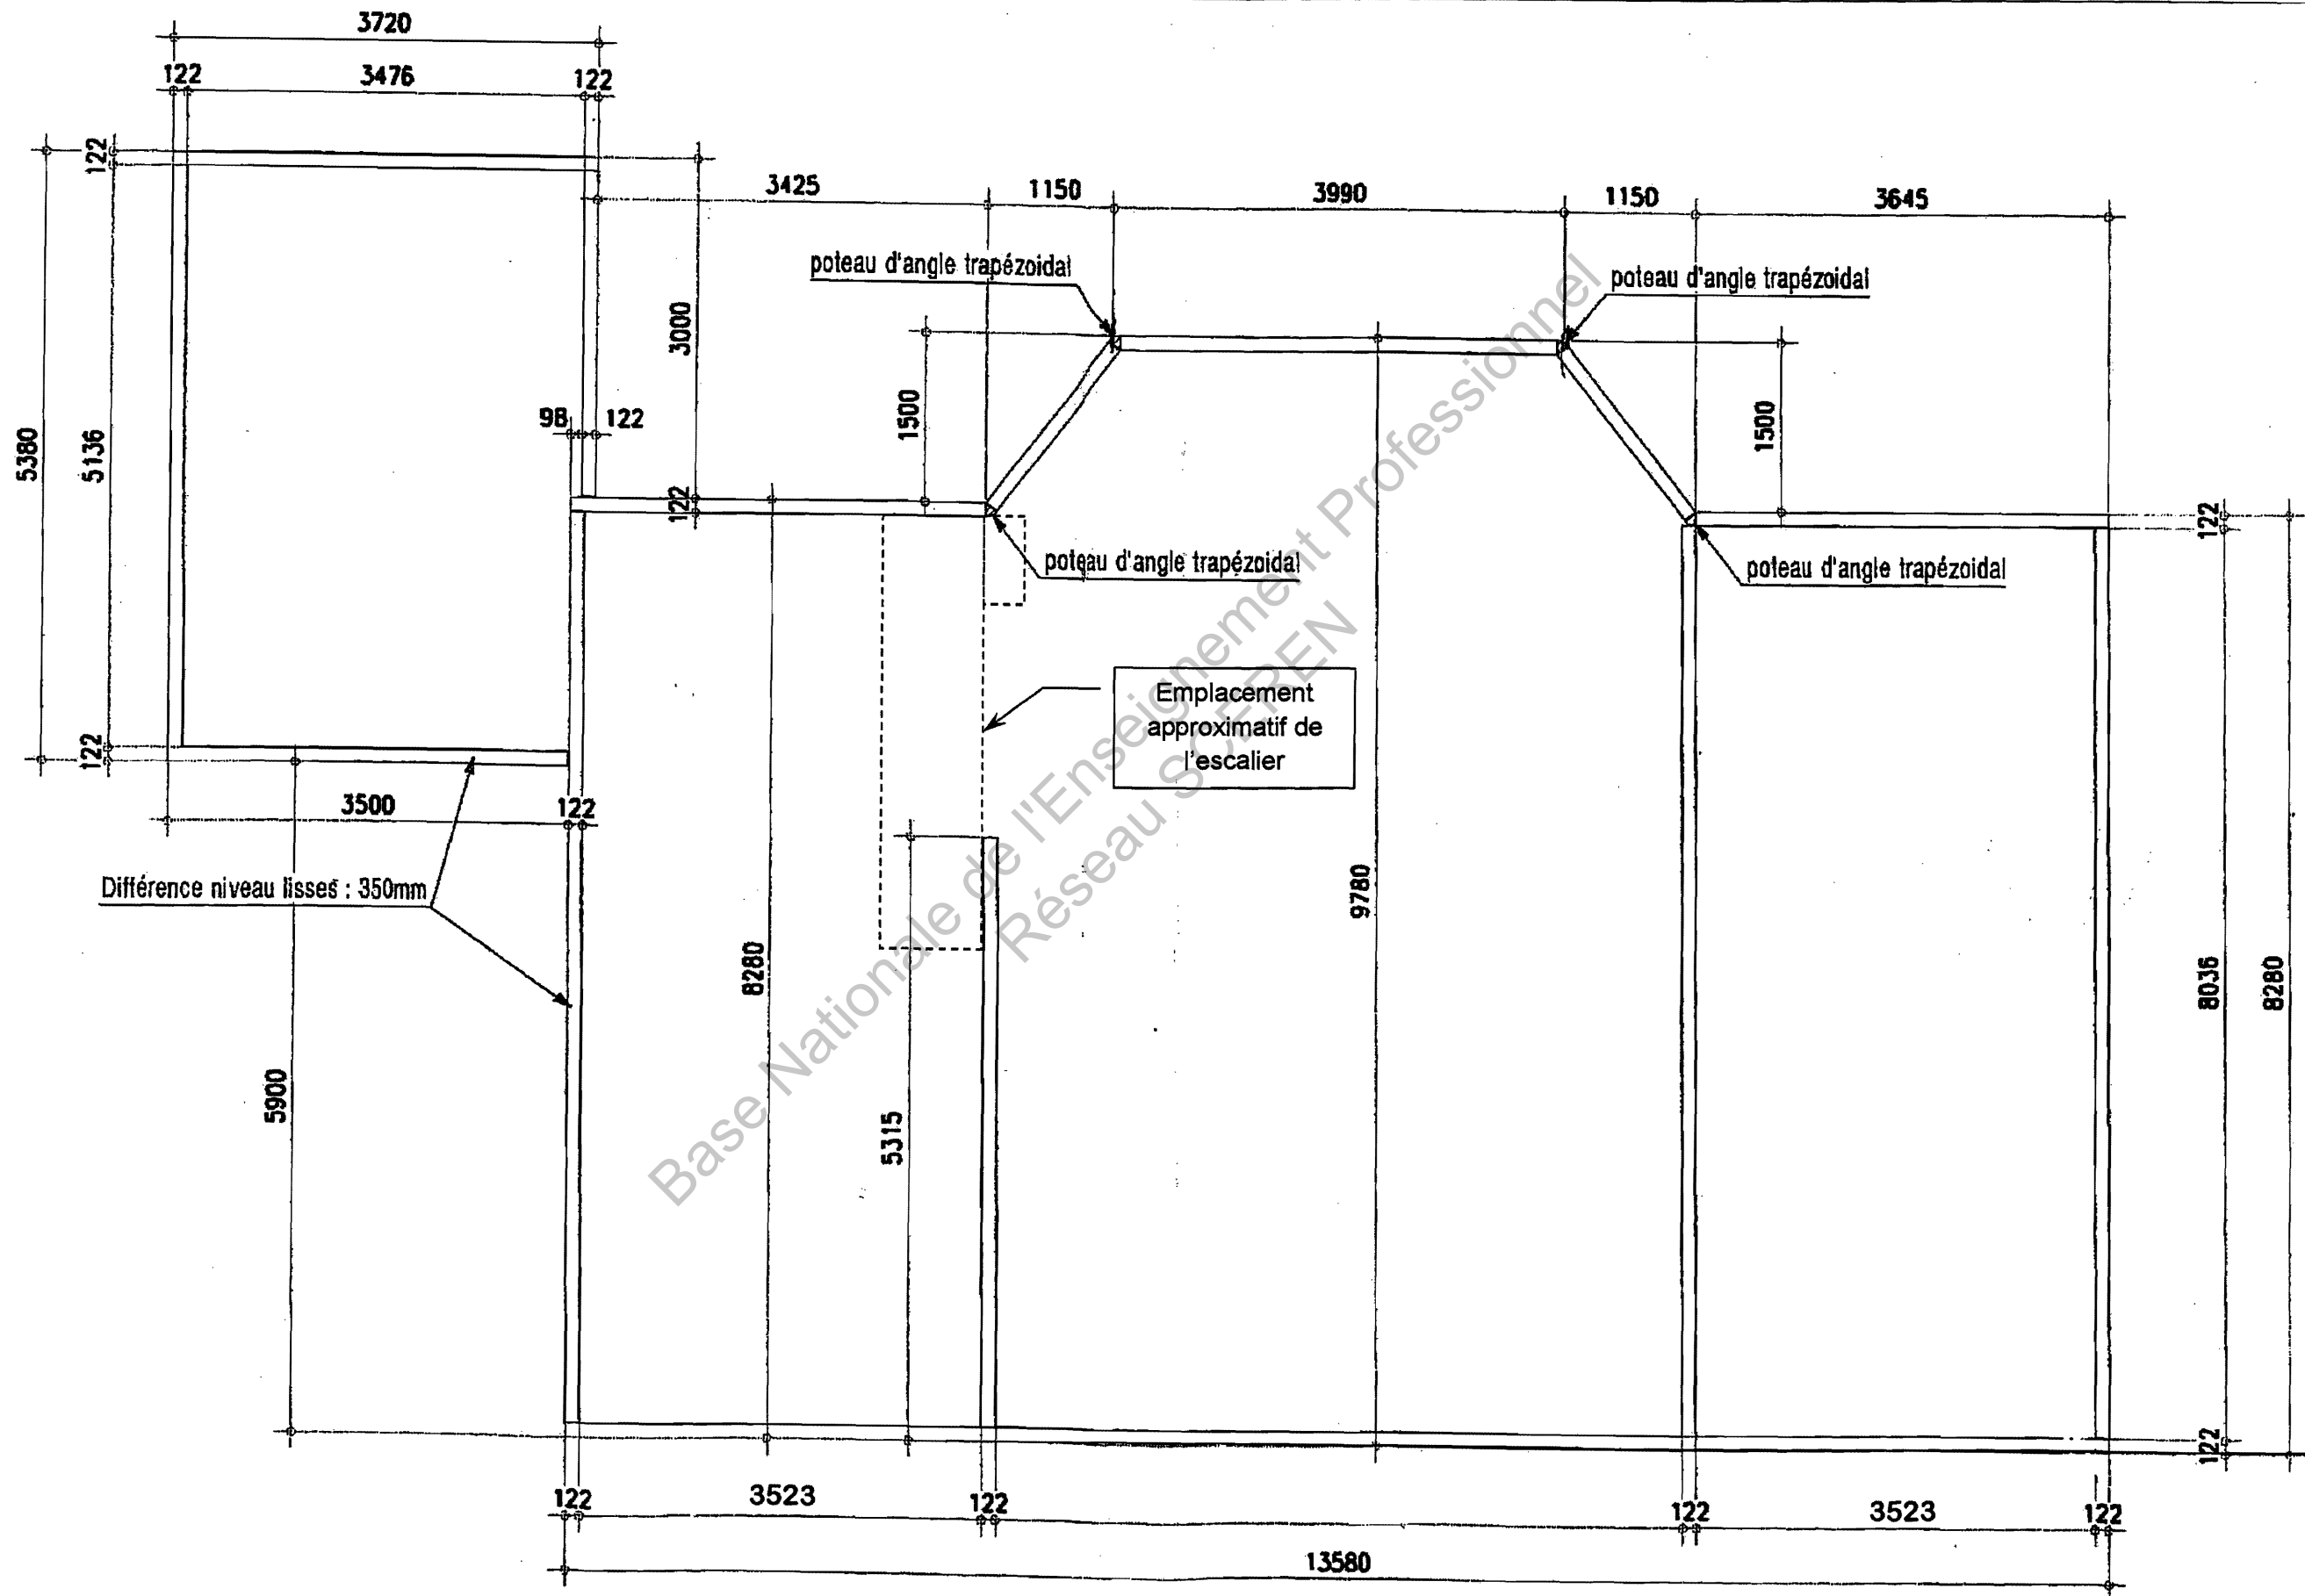 3720
122 3476 122
122
3425 1150 3990 1150 3645
poteau d'angle trapézoidal
poteau d'angle trapézoidal
3000
1500
1500
98 122
5380
5136
122
122
poteau d'angle trapézoidal
poteau d'angle trapézoidal
Emplacement
approximatif de
l'escalier
122
3500 122
Différence niveau lisses : 350mm
5900
8280
5315
9780
8036
8280
122
Base Nationale de l'Enseignement Professionnel
Réseau SCEREN
122 3523 122 122 3523 122
13580